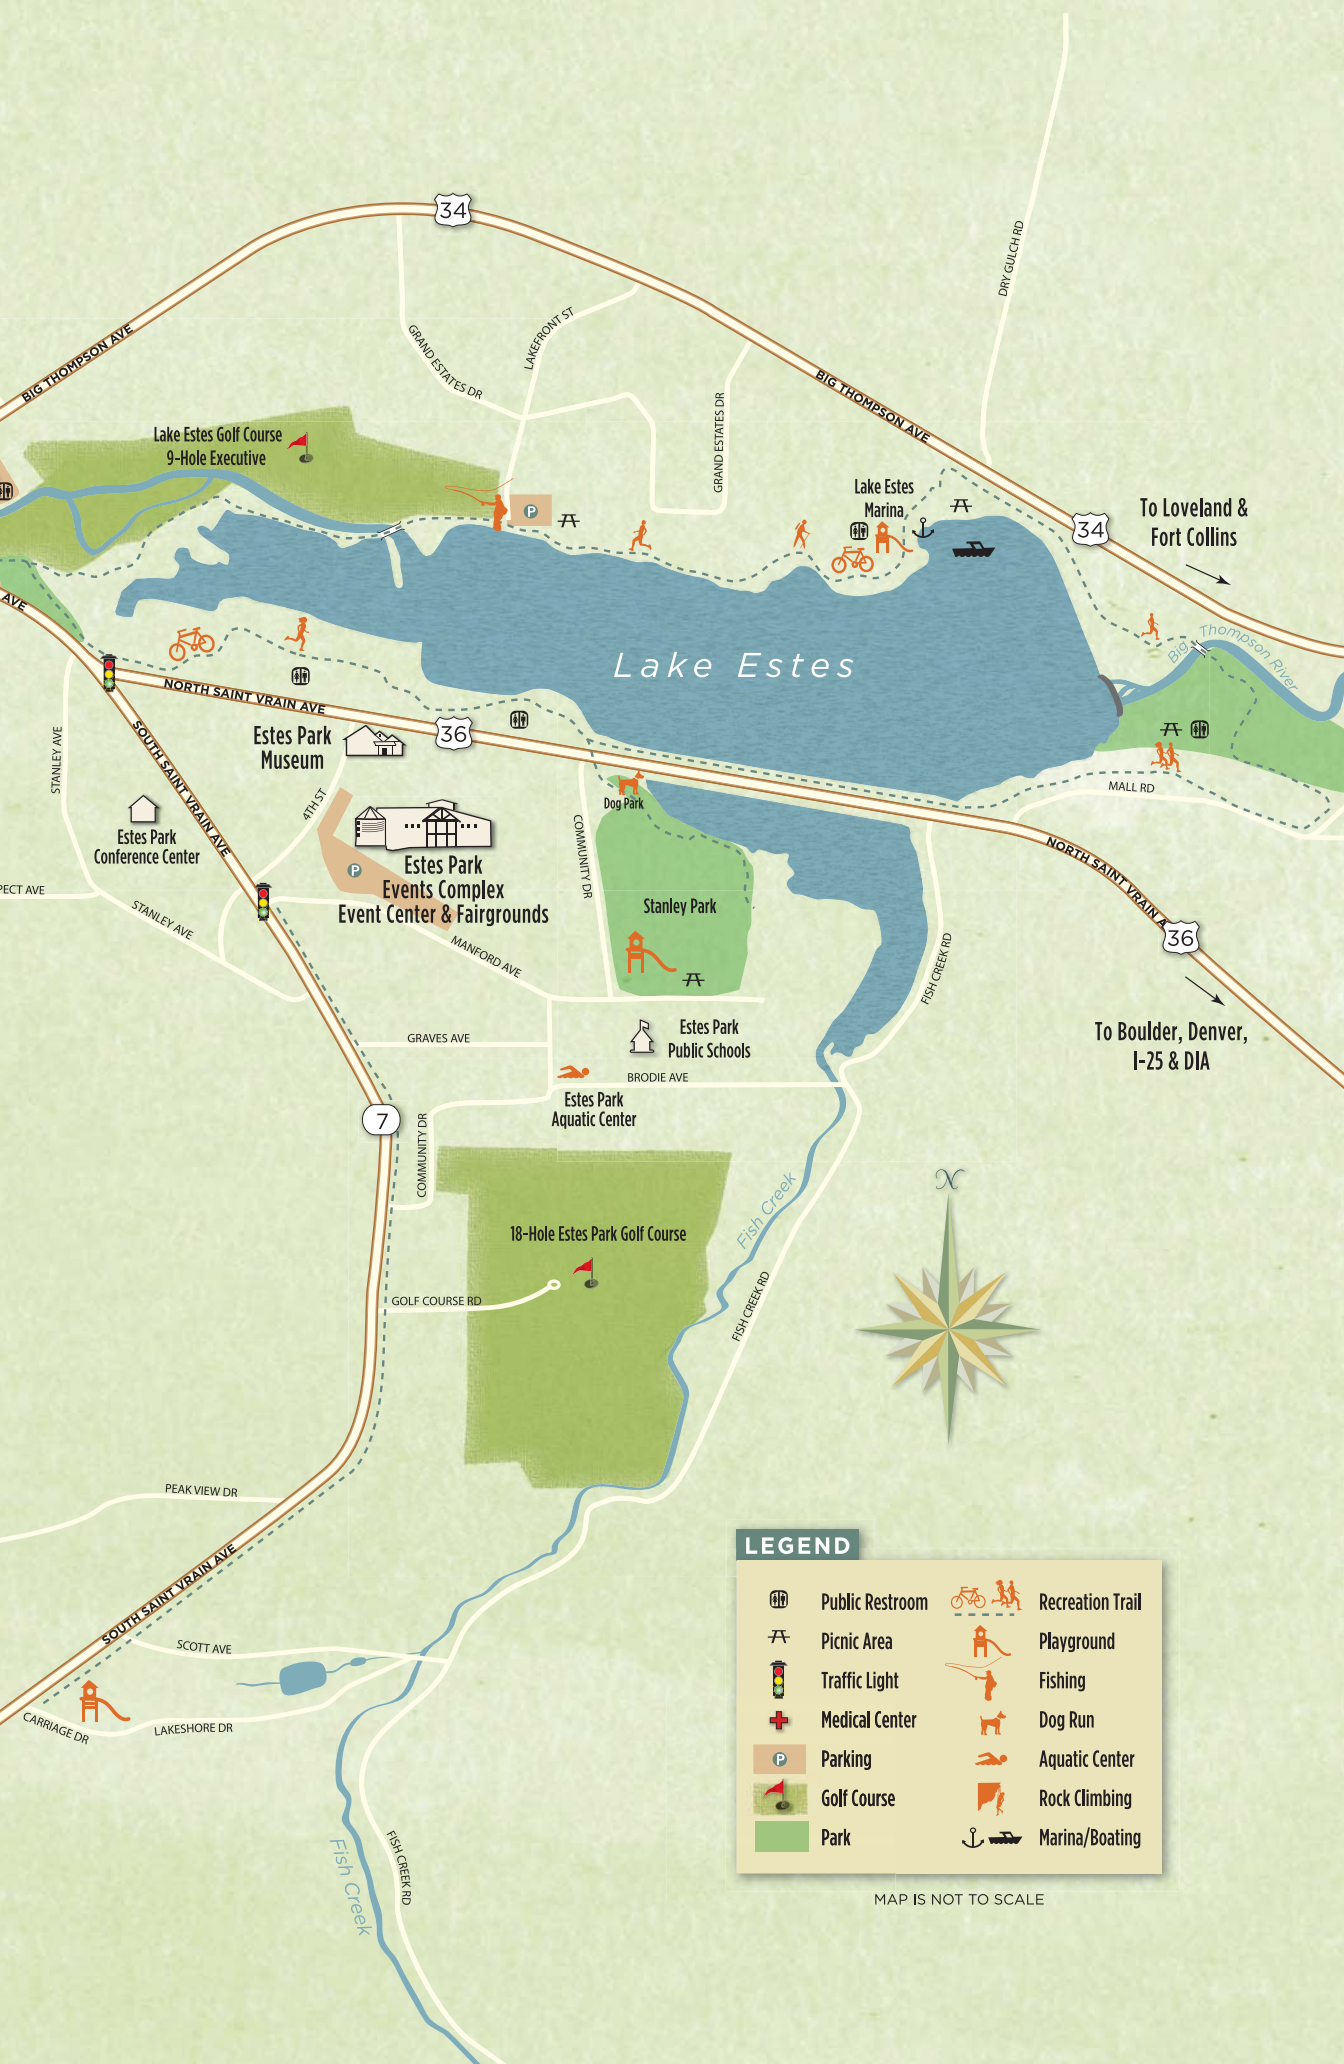 34
DRY GULCH RD
LAKEFRONT ST
GRAND ESTATES DR
BIG THOMPSON AVE
BIG THOMPSON AVE
GRAND ESTATES DR
Lake Estes Golf Course
9-Hole Executive
Lake Estes
Marina
P
34
To Loveland &
Fort Collins
AVE
Big Thompson River
Lake Estes
NORTH SAINT VRAIN AVE
36
STANLEY AVE
SOUTH SAINT VRAIN AVE
Estes Park
Museum
4TH ST
Dog Park
MALL RD
Estes Park
Conference Center
COMMUNITY DR
NORTH SAINT VRAIN A
36
P
Estes Park
Events Complex
Event Center & Fairgrounds
PECT AVE
STANLEY AVE
Stanley Park
MANFORD AVE
FISH CREEK RD
To Boulder, Denver,
I-25 & DIA
GRAVES AVE
Estes Park
Public Schools
BRODIE AVE
Estes Park
Aquatic Center
7
COMMUNITY DR
N
Fish Creek
18-Hole Estes Park Golf Course
GOLF COURSE RD
FISH CREEK RD
PEAK VIEW DR
SOUTH SAINT VRAIN AVE
SCOTT AVE
CARRIAGE DR
LAKESHORE DR
Fish Creek
FISH CREEK RD
LEGEND
Public Restroom
Picnic Area
Traffic Light
Medical Center
P
Parking
Golf Course
Park
Recreation Trail
Playground
Fishing
Dog Run
Aquatic Center
Rock Climbing
Marina/Boating
MAP IS NOT TO SCALE